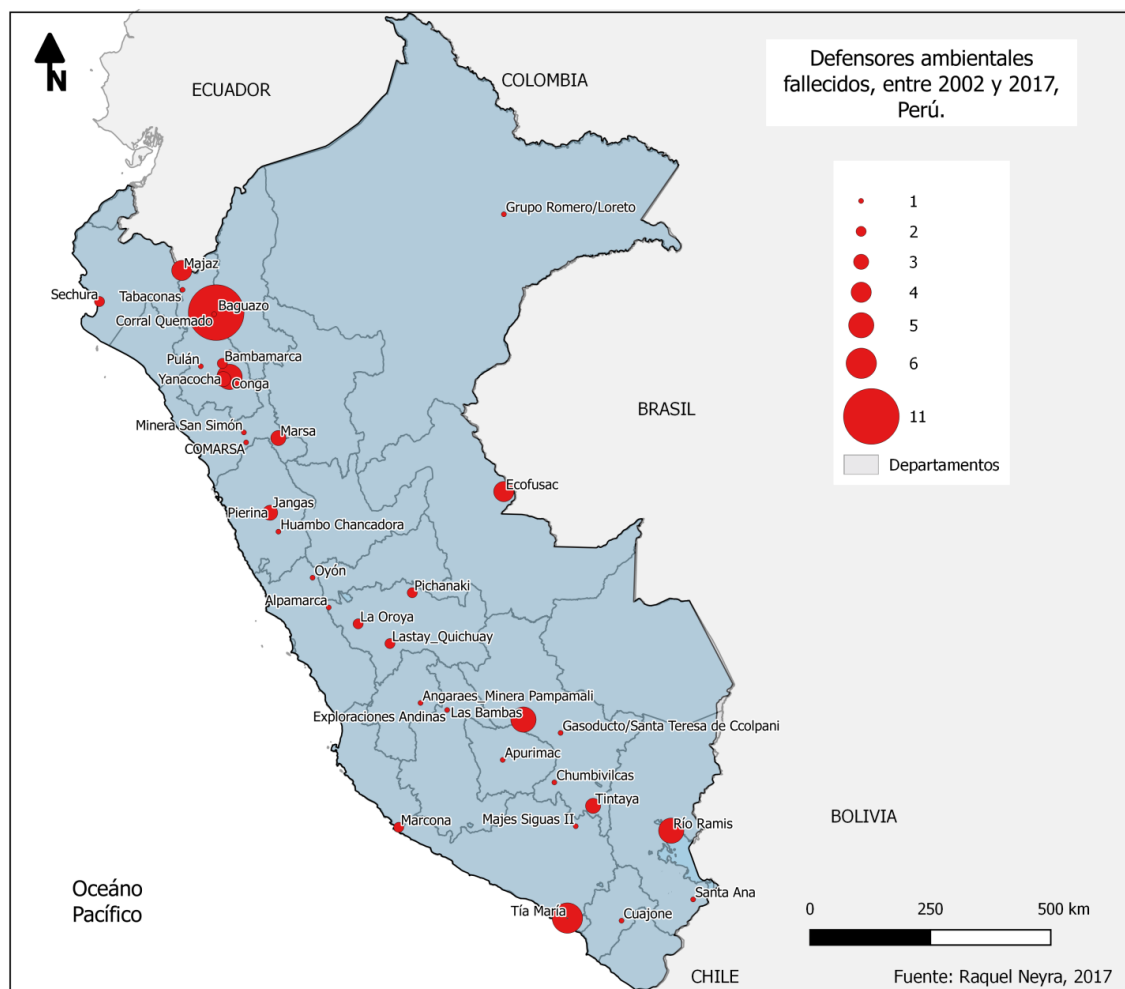 N
ECUADOR
COLOMBIA
Defensores ambientales
fallecidos, entre 2002 y 2017,
Perú.
1
2
3
4
5
6
11
Departamentos
Grupo Romero/Loreto
Majaz
Sechura
Tabaconas
Baguazo
Corral Quemado
Pulán
Bambamarca
Yanacocha
Conga
BRASIL
Minera San Simón
Marsa
COMARSA
Ecofusac
Jangas
Pierina
Huambo Chancadora
Oyón
Pichanaki
Alpamarca
La Oroya
Lastay_Quichuay
Angaraes_Minera Pampamali
Exploraciones Andinas
Las Bambas
Gasoducto/Santa Teresa de Ccolpani
Apurimac
Chumbivilcas
Tintaya
Majes Siguas II
Marcona
Río Ramis
BOLIVIA
Oceáno
Pacífico
Santa Ana
Tía María
Cuajone
0 250 500 km
CHILE
Fuente: Raquel Neyra, 2017